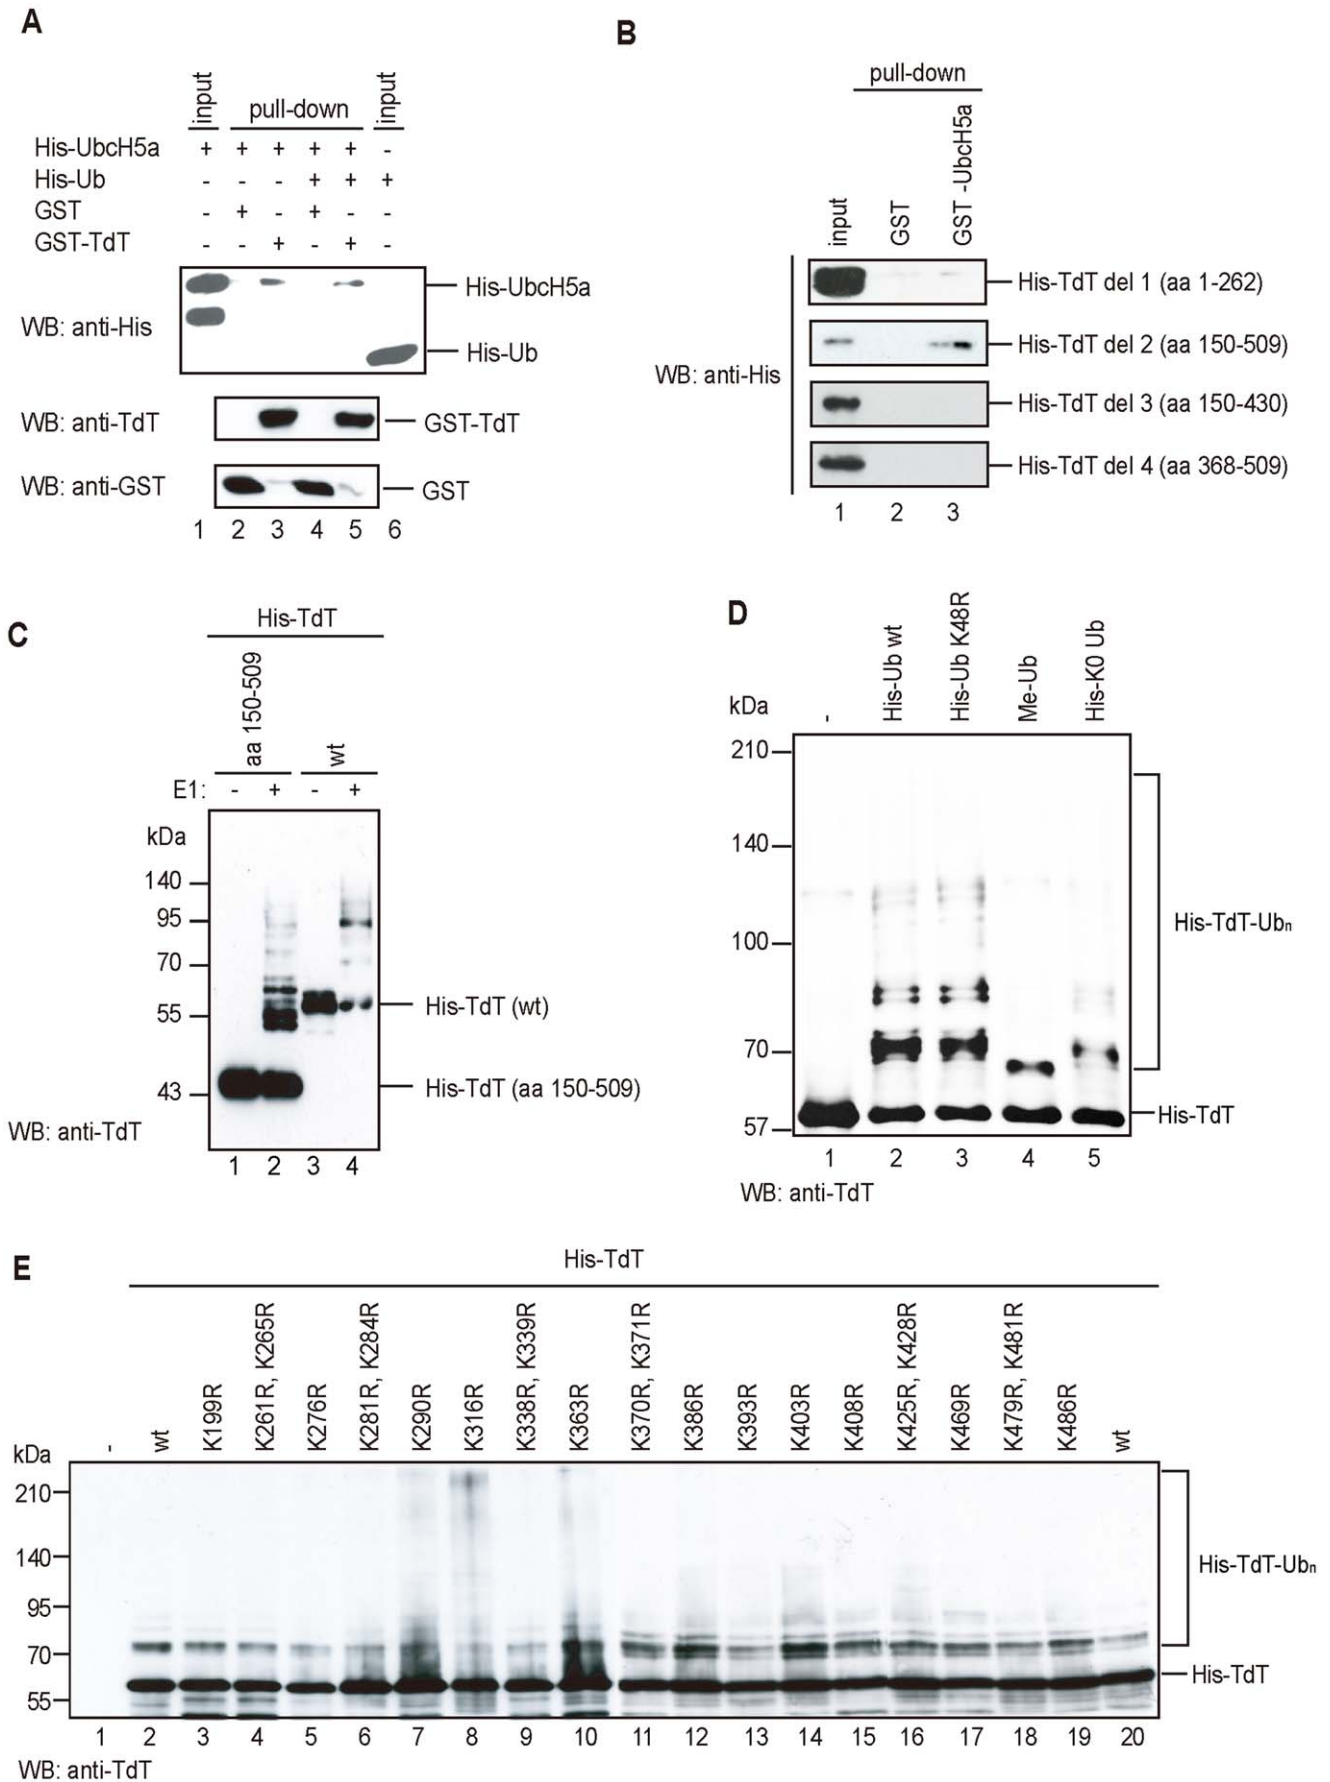 A
input
pull-down
input
His-UbcH5a + + + + + -
His-Ub - - - + + +
GST - + - + - -
GST-TdT - - + - + -
WB: anti-His
His-UbcH5a
His-Ub
WB: anti-TdT
GST-TdT
WB: anti-GST
GST
1 2 3 4 5 6
B
pull-down
input
GST
GST -UbcH5a
WB: anti-His
His-TdT del 1 (aa 1-262)
His-TdT del 2 (aa 150-509)
His-TdT del 3 (aa 150-430)
His-TdT del 4 (aa 368-509)
1 2 3
C
His-TdT
aa 150-509
wt
E1: - + - +
kDa
140
95
70
55
43
His-TdT (wt)
His-TdT (aa 150-509)
WB: anti-TdT
1 2 3 4
D
kDa
-
His-Ub wt
His-Ub K48R
Me-Ub
His-K0 Ub
210
140
100
70
57
His-TdT-Ubn
His-TdT
1 2 3 4 5
WB: anti-TdT
E
His-TdT
kDa
-
wt
K199R
K261R, K265R
K276R
K281R, K284R
K290R
K316R
K338R, K339R
K363R
K370R, K371R
K386R
K393R
K403R
K408R
K425R, K428R
K469R
K479R, K481R
K486R
wt
210
140
95
70
55
His-TdT-Ubn
His-TdT
1 2 3 4 5 6 7 8 9 10 11 12 13 14 15 16 17 18 19 20
WB: anti-TdT